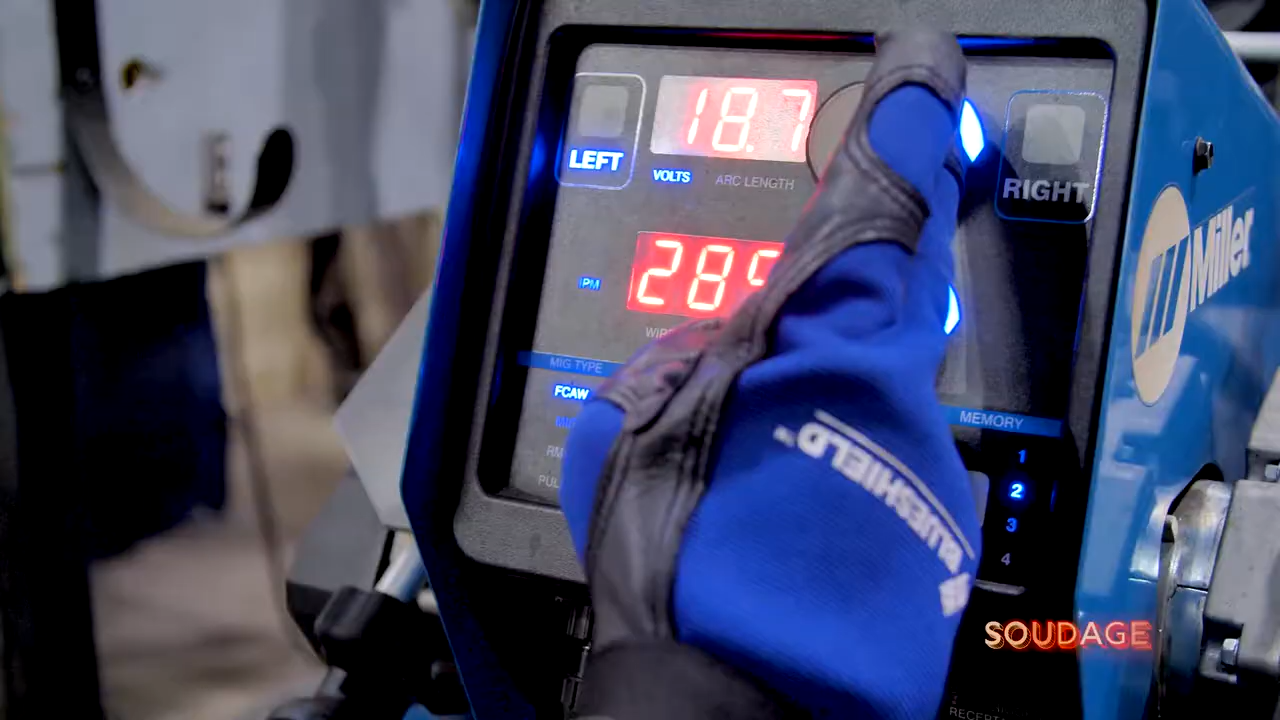 LEFT
18.7
VOLTS
ARC LENGTH
RIGHT
IPM
28
MIG TYPE
FCAW
MEMORY
1
2
3
4
Miller
BLUESHIELD
SOUDAGE